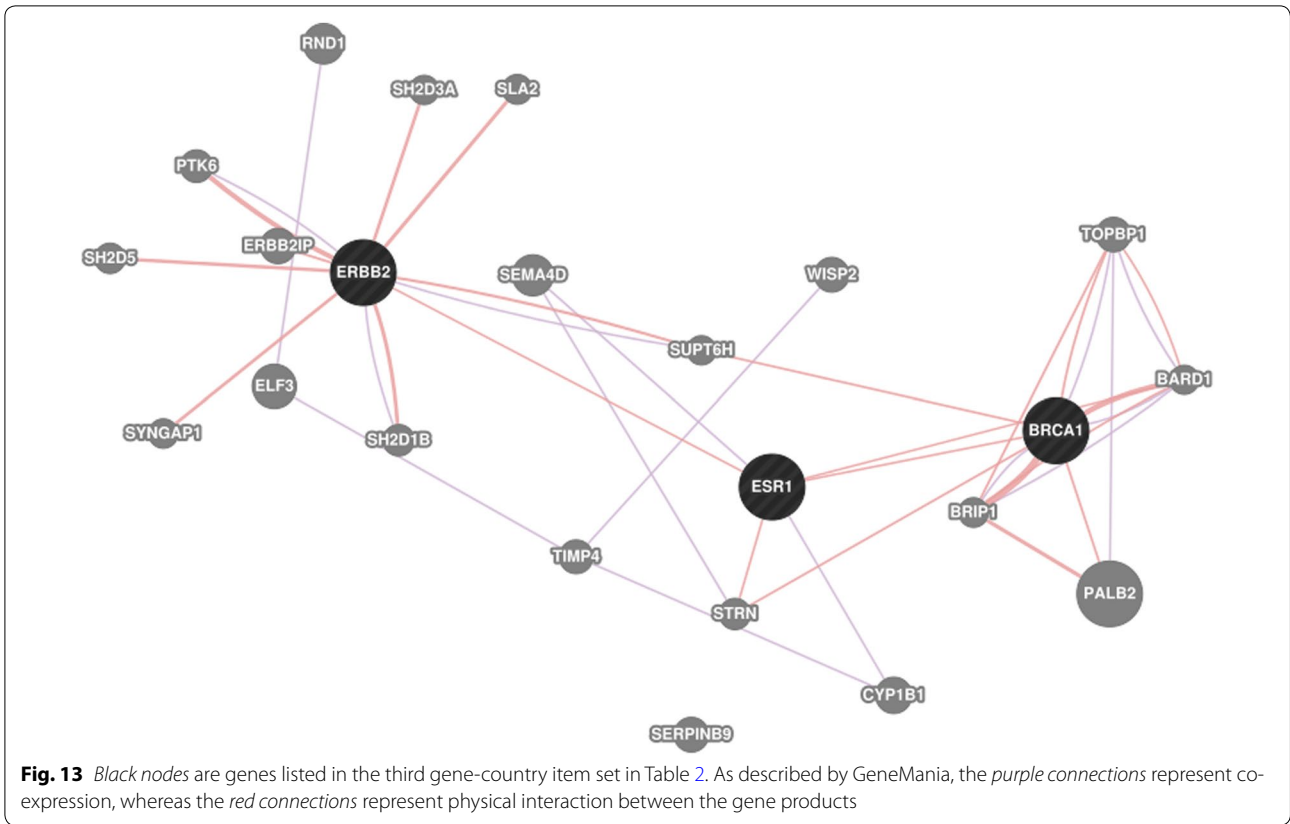 RND1
SH2D3A
SLA2
PTK6
SH2D5
ERBB2IP
ERBB2
SEMA4D
WISP2
TOPBP1
SUPT6H
BARD1
ELF3
SYNGAP1
SH2D1B
BRCA1
ESR1
BRIP1
TIMP4
STRN
PALB2
CYP1B1
SERPINB9
Fig. 13 Black nodes are genes listed in the third gene-country item set in Table 2. As described by GeneMania, the purple connections represent co-
expression, whereas the red connections represent physical interaction between the gene products